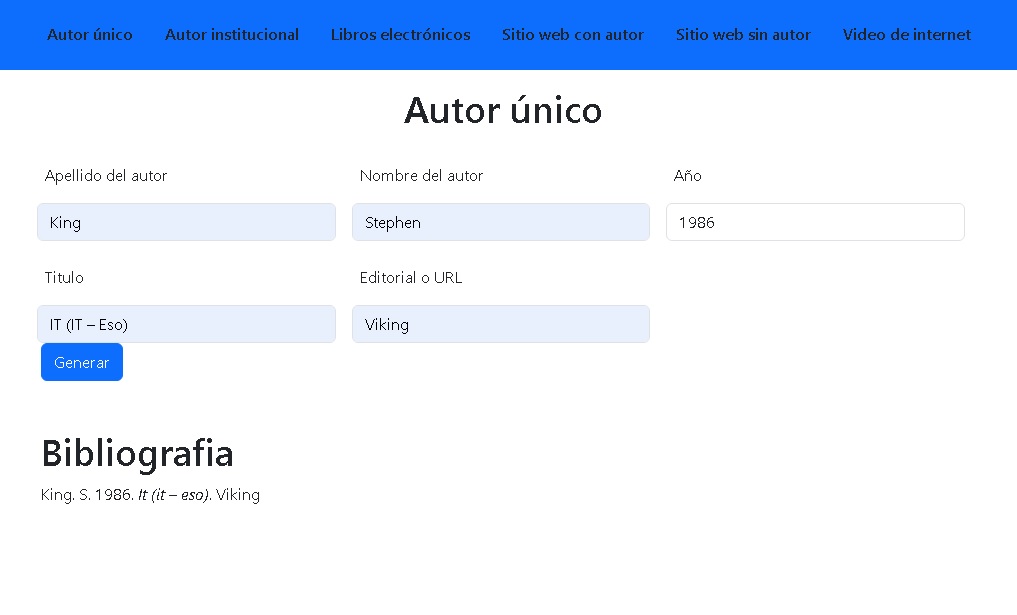 Autor único Autor institucional Libros electrónicos Sitio web con autor Sitio web sin autor Video de internet
Autor único
Apellido del autor Nombre del autor Año
King Stephen 1986
Titulo Editorial o URL
IT (IT – Eso) Viking
Generar
Bibliografia
King. S. 1986. It (it – eso). Viking